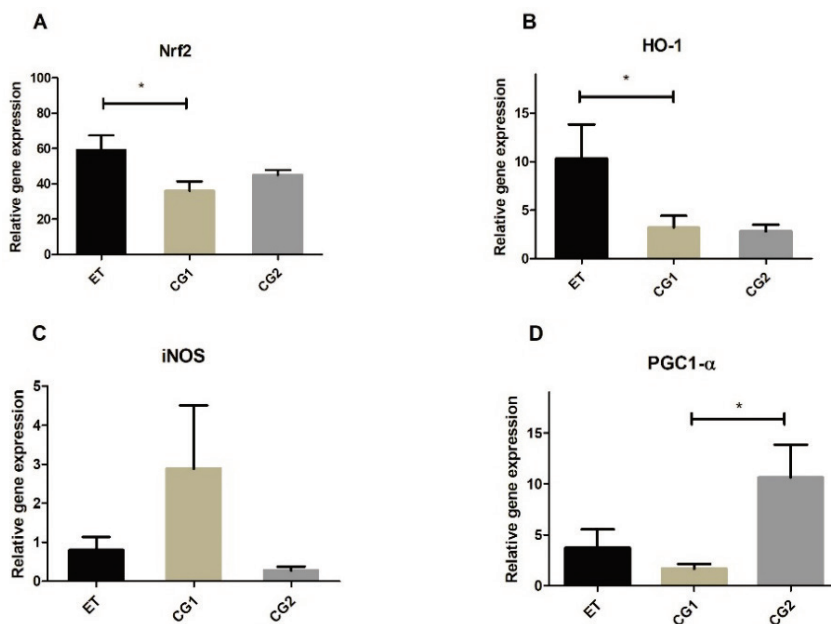 A
Nrf2
*
Relative gene expression
100
80
60
40
20
0
ET
CG1
CG2
B
HO-1
*
Relative gene expression
15
10
5
0
ET
CG1
CG2
C
iNOS
Relative gene expression
5
4
3
2
1
0
ET
CG1
CG2
D
PGC1-α
*
Relative gene expression
15
10
5
0
ET
CG1
CG2